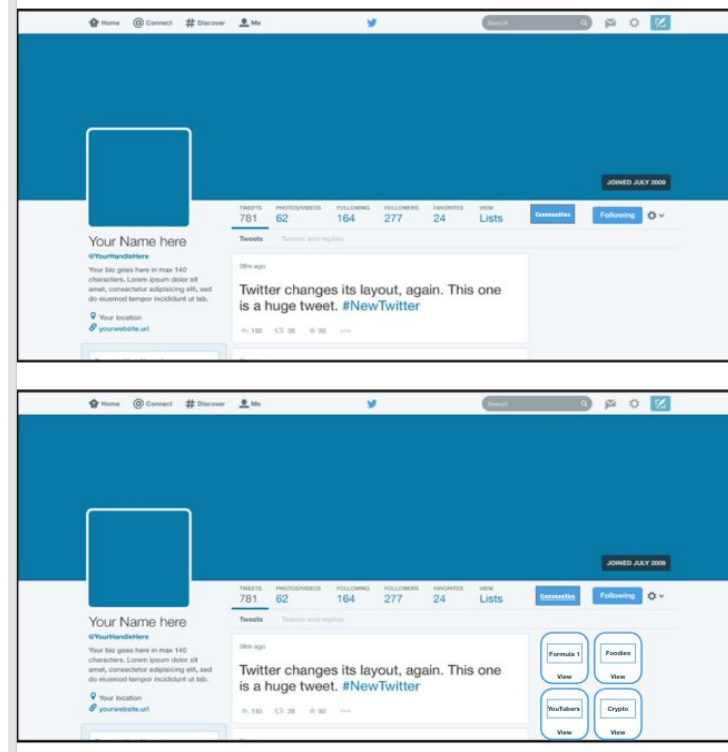 Home @ Connect # Discover Me Search
JOINED JULY 2009
TWEETS PHOTOS/VIDEOS FOLLOWING FOLLOWERS FAVORITES VIEW
781 62 164 277 24 Lists Communities Following
Your Name here
@YourHandleHere
Your bio goes here in max 140
characters. Lorem ipsum dolor sit
amet, consectetur adipisicing elit, sed
do eiusmod tempor incididunt ut lab.
Your location
yourwebsite.url
Tweets Tweets and replies
38m ago
Twitter changes its layout, again. This one
is a huge tweet. #NewTwitter
150 35 90
Home @ Connect # Discover Me Search
JOINED JULY 2009
TWEETS PHOTOS/VIDEOS FOLLOWING FOLLOWERS FAVORITES VIEW
781 62 164 277 24 Lists Communities Following
Your Name here
@YourHandleHere
Your bio goes here in max 140
characters. Lorem ipsum dolor sit
amet, consectetur adipisicing elit, sed
do eiusmod tempor incididunt ut lab.
Your location
yourwebsite.url
Tweets Tweets and replies
38m ago
Twitter changes its layout, again. This one
is a huge tweet. #NewTwitter
150 35 90
Formula 1 Foodies
View View
YouTubers Crypto
View View